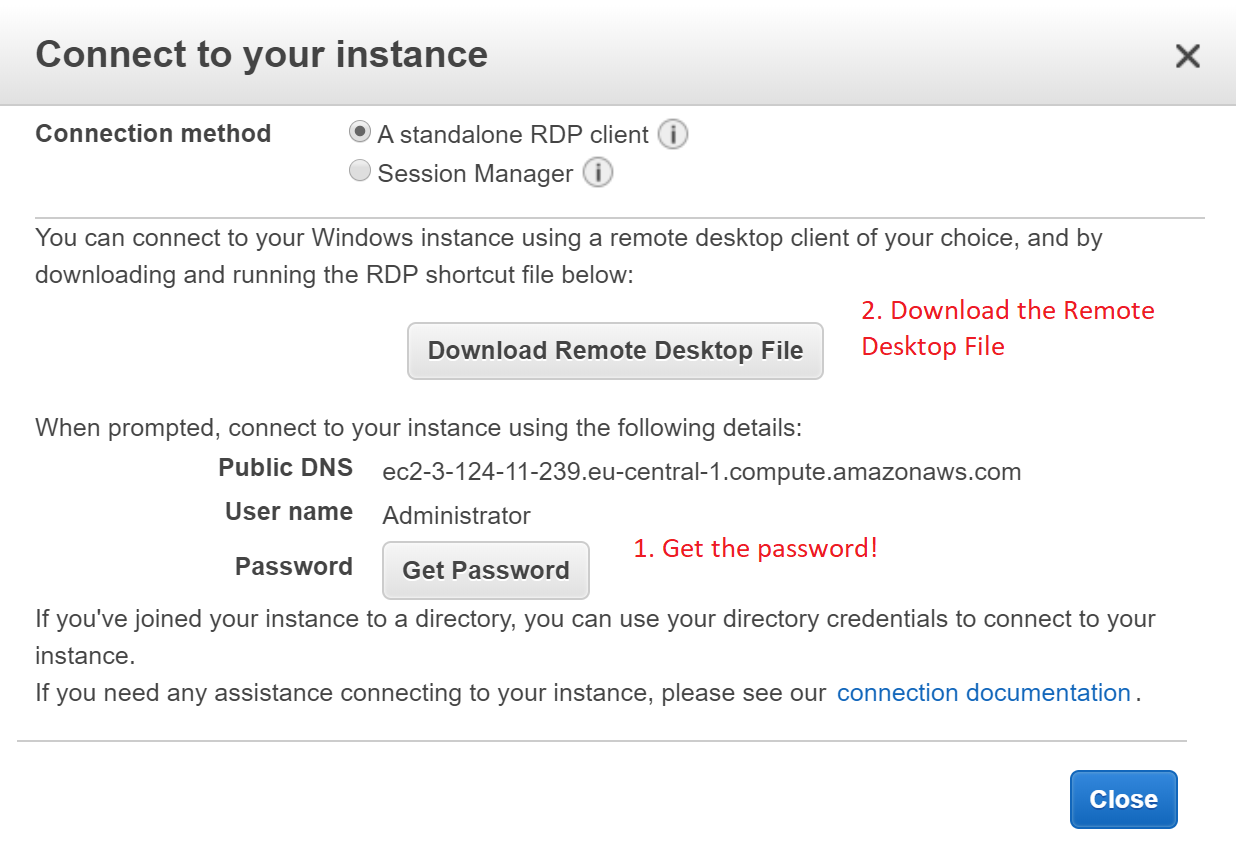 Connect to your instance
Connection method
A standalone RDP client
Session Manager
You can connect to your Windows instance using a remote desktop client of your choice, and by
downloading and running the RDP shortcut file below:
2. Download the Remote
Desktop File
Download Remote Desktop File
When prompted, connect to your instance using the following details:
Public DNS ec2-3-124-11-239.eu-central-1.compute.amazonaws.com
User name Administrator
1. Get the password!
Password Get Password
If you've joined your instance to a directory, you can use your directory credentials to connect to your
instance.
If you need any assistance connecting to your instance, please see our connection documentation.
Close